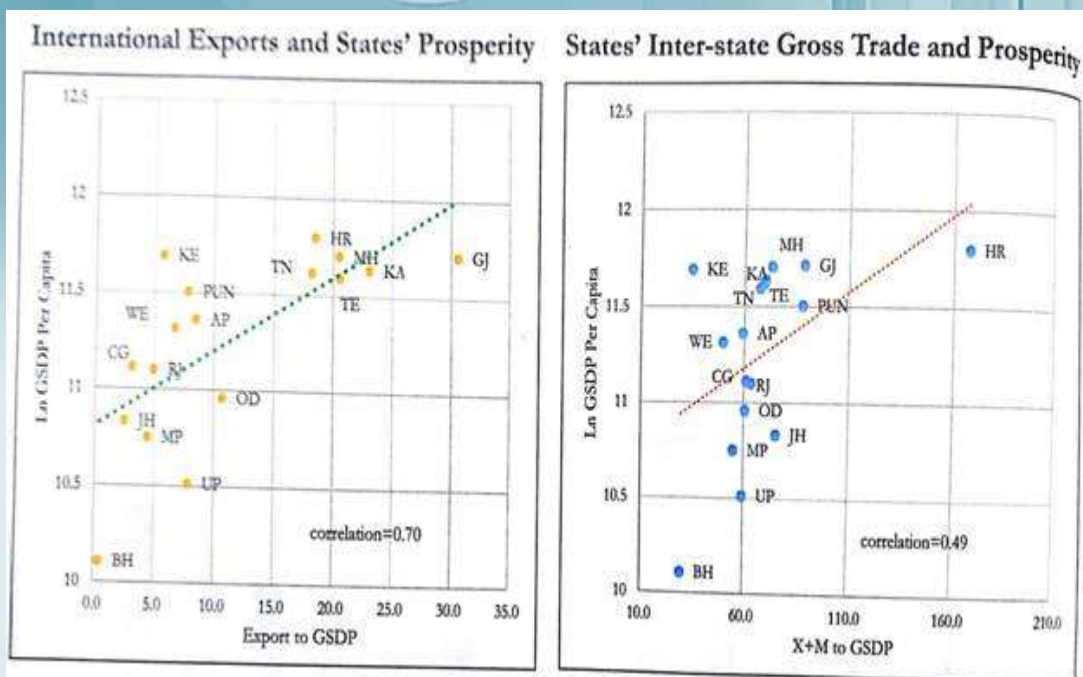 International Exports and States' Prosperity
Ln GSDP Per Capita
12.5
12
11.5
11
10.5
10
KE
HR
MH
TN
KA
GJ
TE
PUN
WE
AP
CG
RJ
OD
JH
MP
UP
correlation=0.70
BH
0.0 5.0 10.0 15.0 20.0 25.0 30.0 35.0
Export to GSDP
States' Inter-state Gross Trade and Prosperity
Ln GSDP Per Capita
12.5
12
11.5
11
10.5
10
KE
MH
GJ
HR
KA
TN
TE
PUN
WE
AP
CG
RJ
OD
JH
MP
UP
correlation=0.49
BH
10.0 60.0 110.0 160.0 210.0
X+M to GSDP